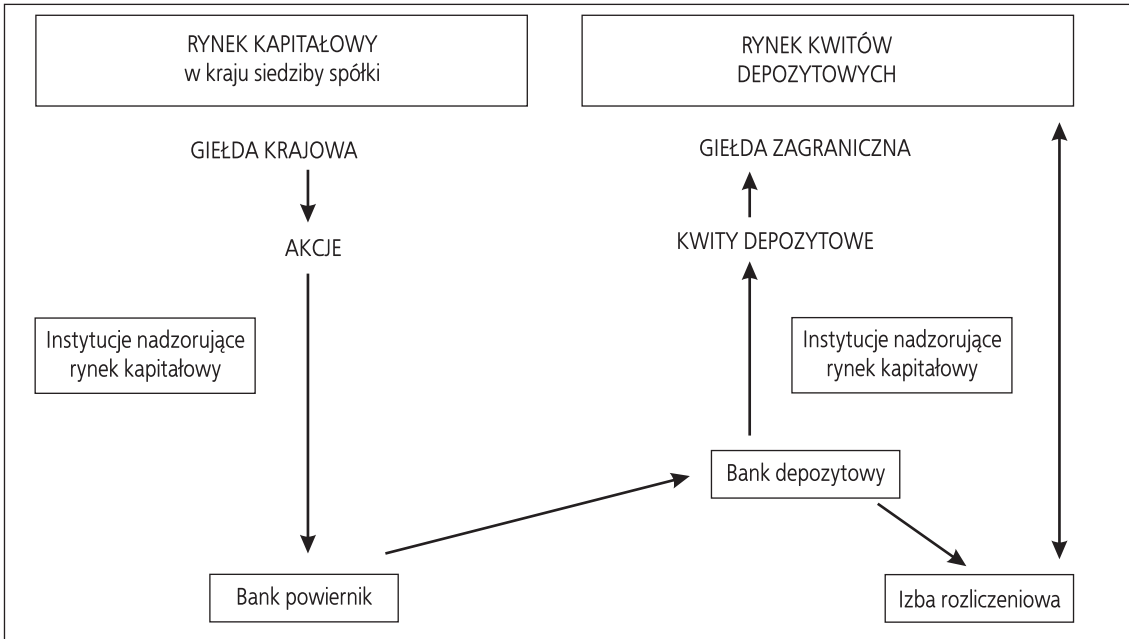 RYNEK KAPITAŁOWY
w kraju siedziby spółki
RYNEK KWITÓW
DEPOZYTOWYCH
GIEŁDA KRAJOWA
GIEŁDA ZAGRANICZNA
AKCJE
KWITY DEPOZYTOWE
Instytucje nadzorujące
rynek kapitałowy
Instytucje nadzorujące
rynek kapitałowy
Bank depozytowy
Bank powiernik
Izba rozliczeniowa